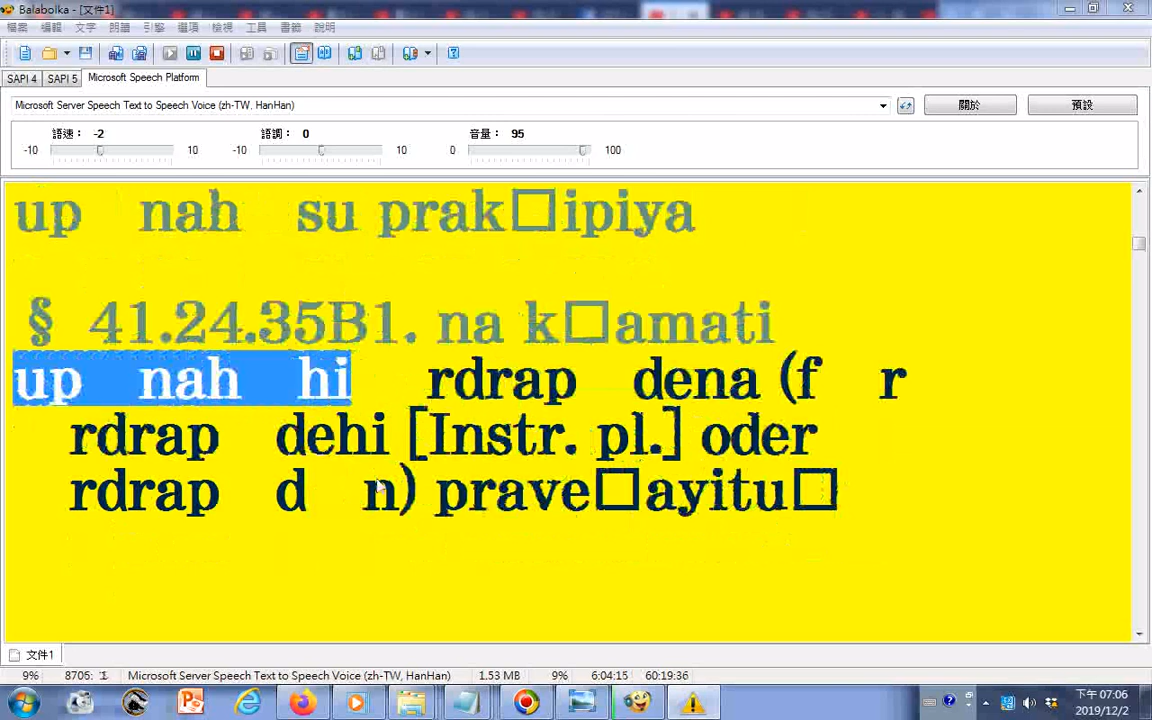 Balabolka - [文件1]
檔案 編輯 文字 朗讀 引擎 選項 檢視 工具 書籤 說明
SAPI 4 SAPI 5 Microsoft Speech Platform
Microsoft Server Speech Text to Speech Voice (zh-TW, HanHan) 關於 預設
語速： -2 語調： 0 音量： 95
-10 10 -10 10 0 100
up nah su prak□ipiya
§ 41.24.35B1. na k□amati
up nah hi rdrap dena (f r
rdrap dehi [Instr. pl.] oder
rdrap d n) prave□ayitu□
文件1
9% 8705: 1 Microsoft Server Speech Text to Speech Voice (zh-TW, HanHan) 1.53 MB 9% 6:04:15 60:19:36
下午 07:06
2019/12/2